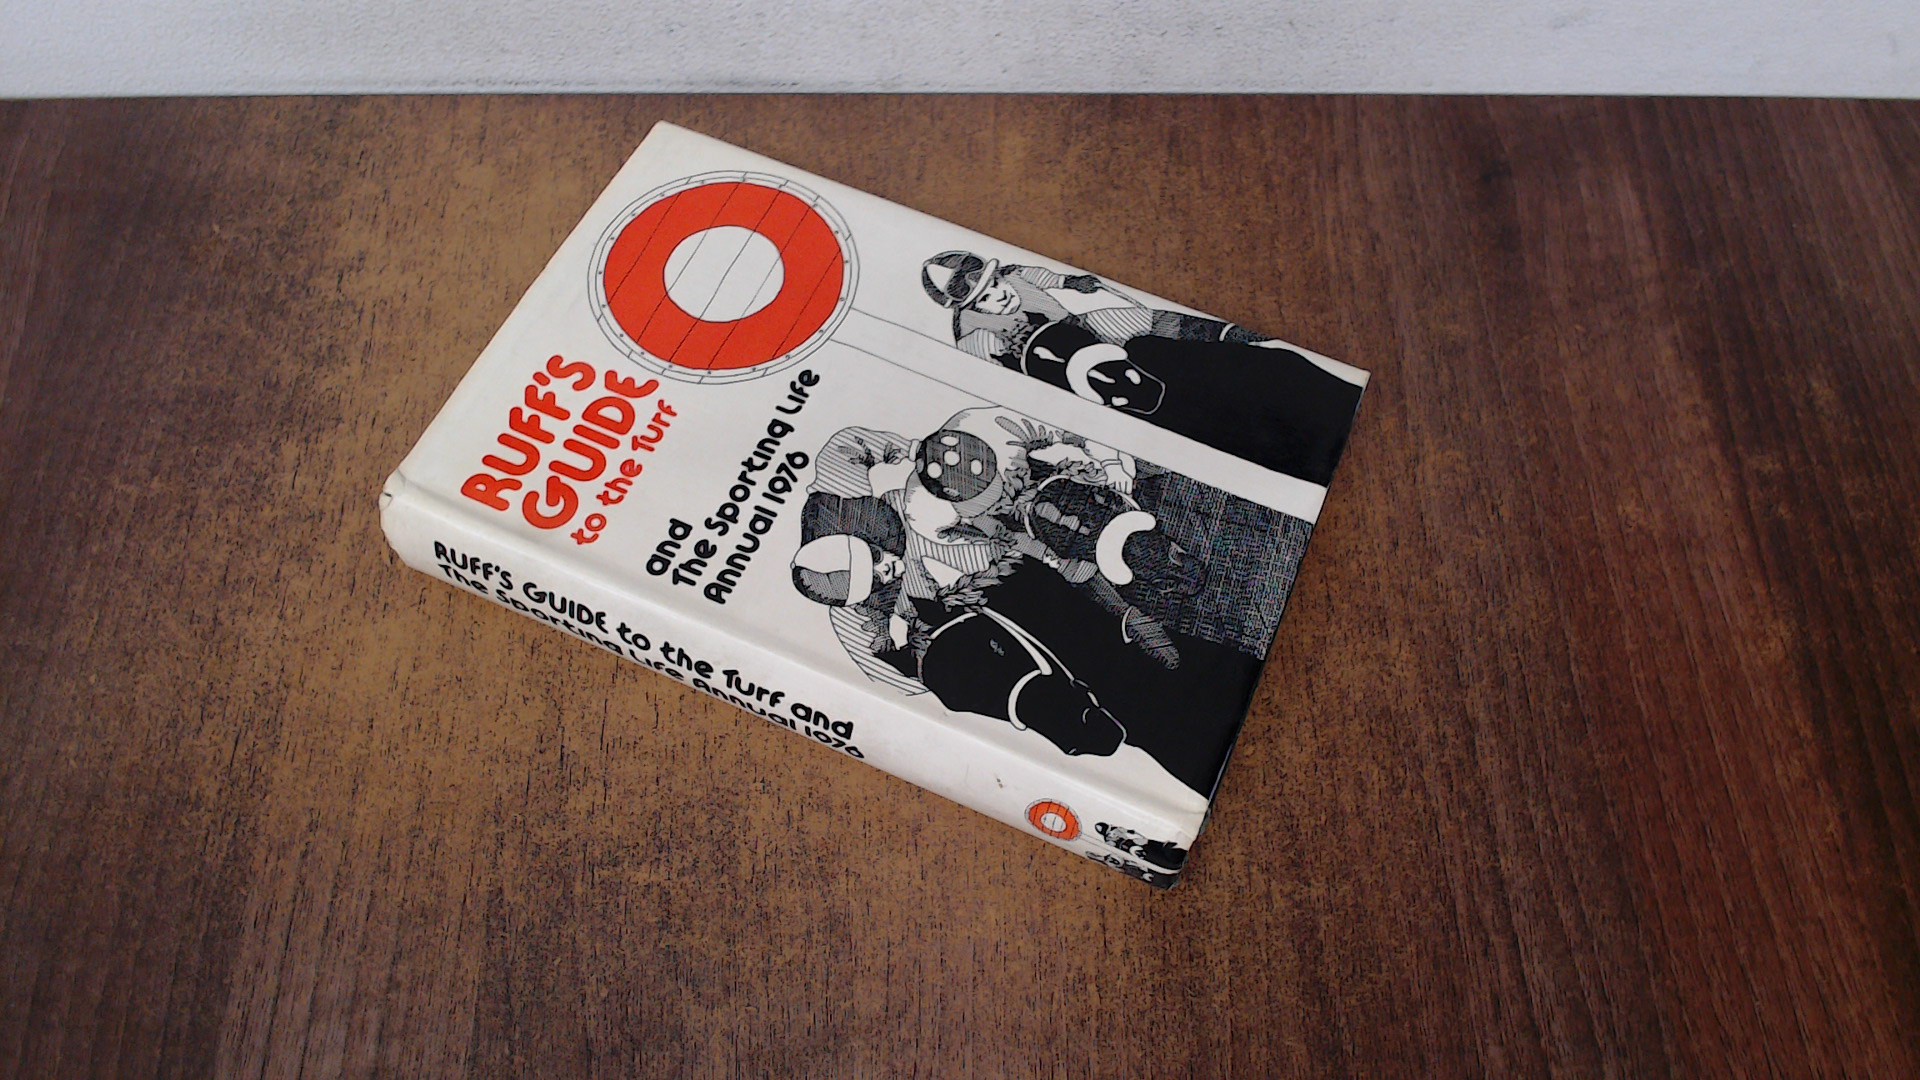 RUFF'S
GUIDE
to the Turf
and
The Sporting Life
Annual 1976
RUFF'S GUIDE to the Turf and
The Sporting Life Annual 1976